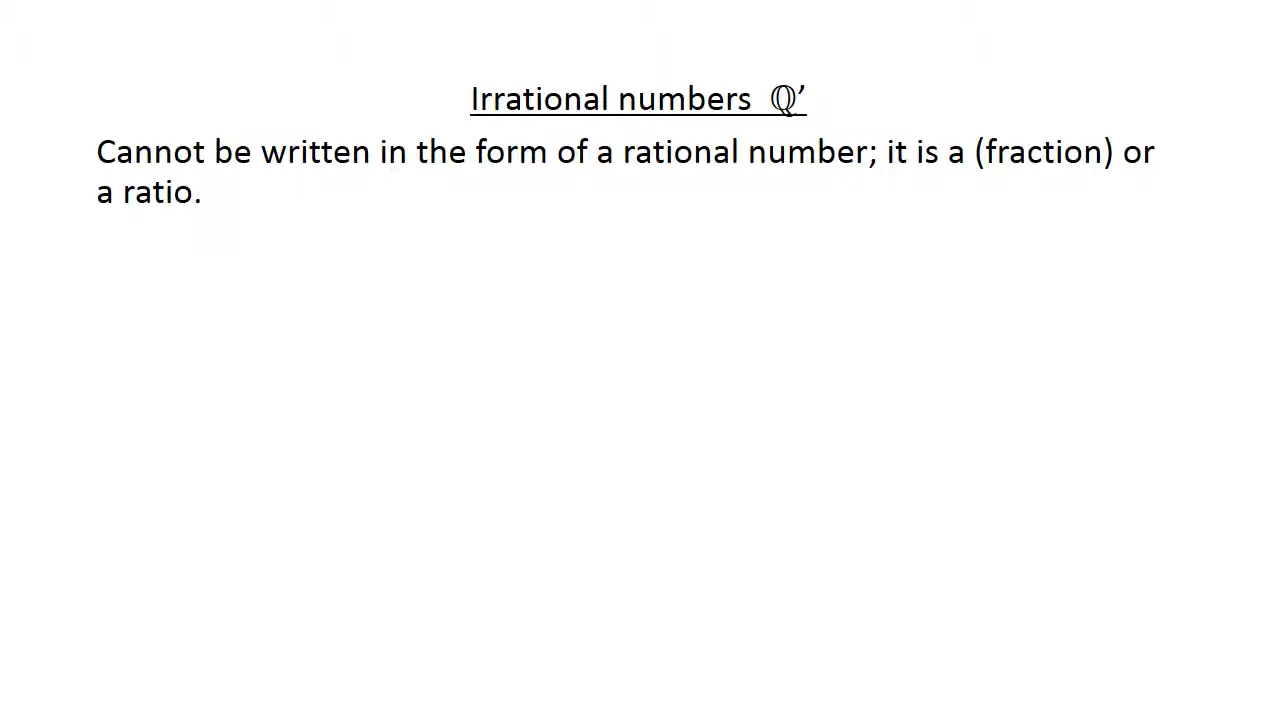 Irrational numbers ℚ’
Cannot be written in the form of a rational number; it is a (fraction) or
a ratio.